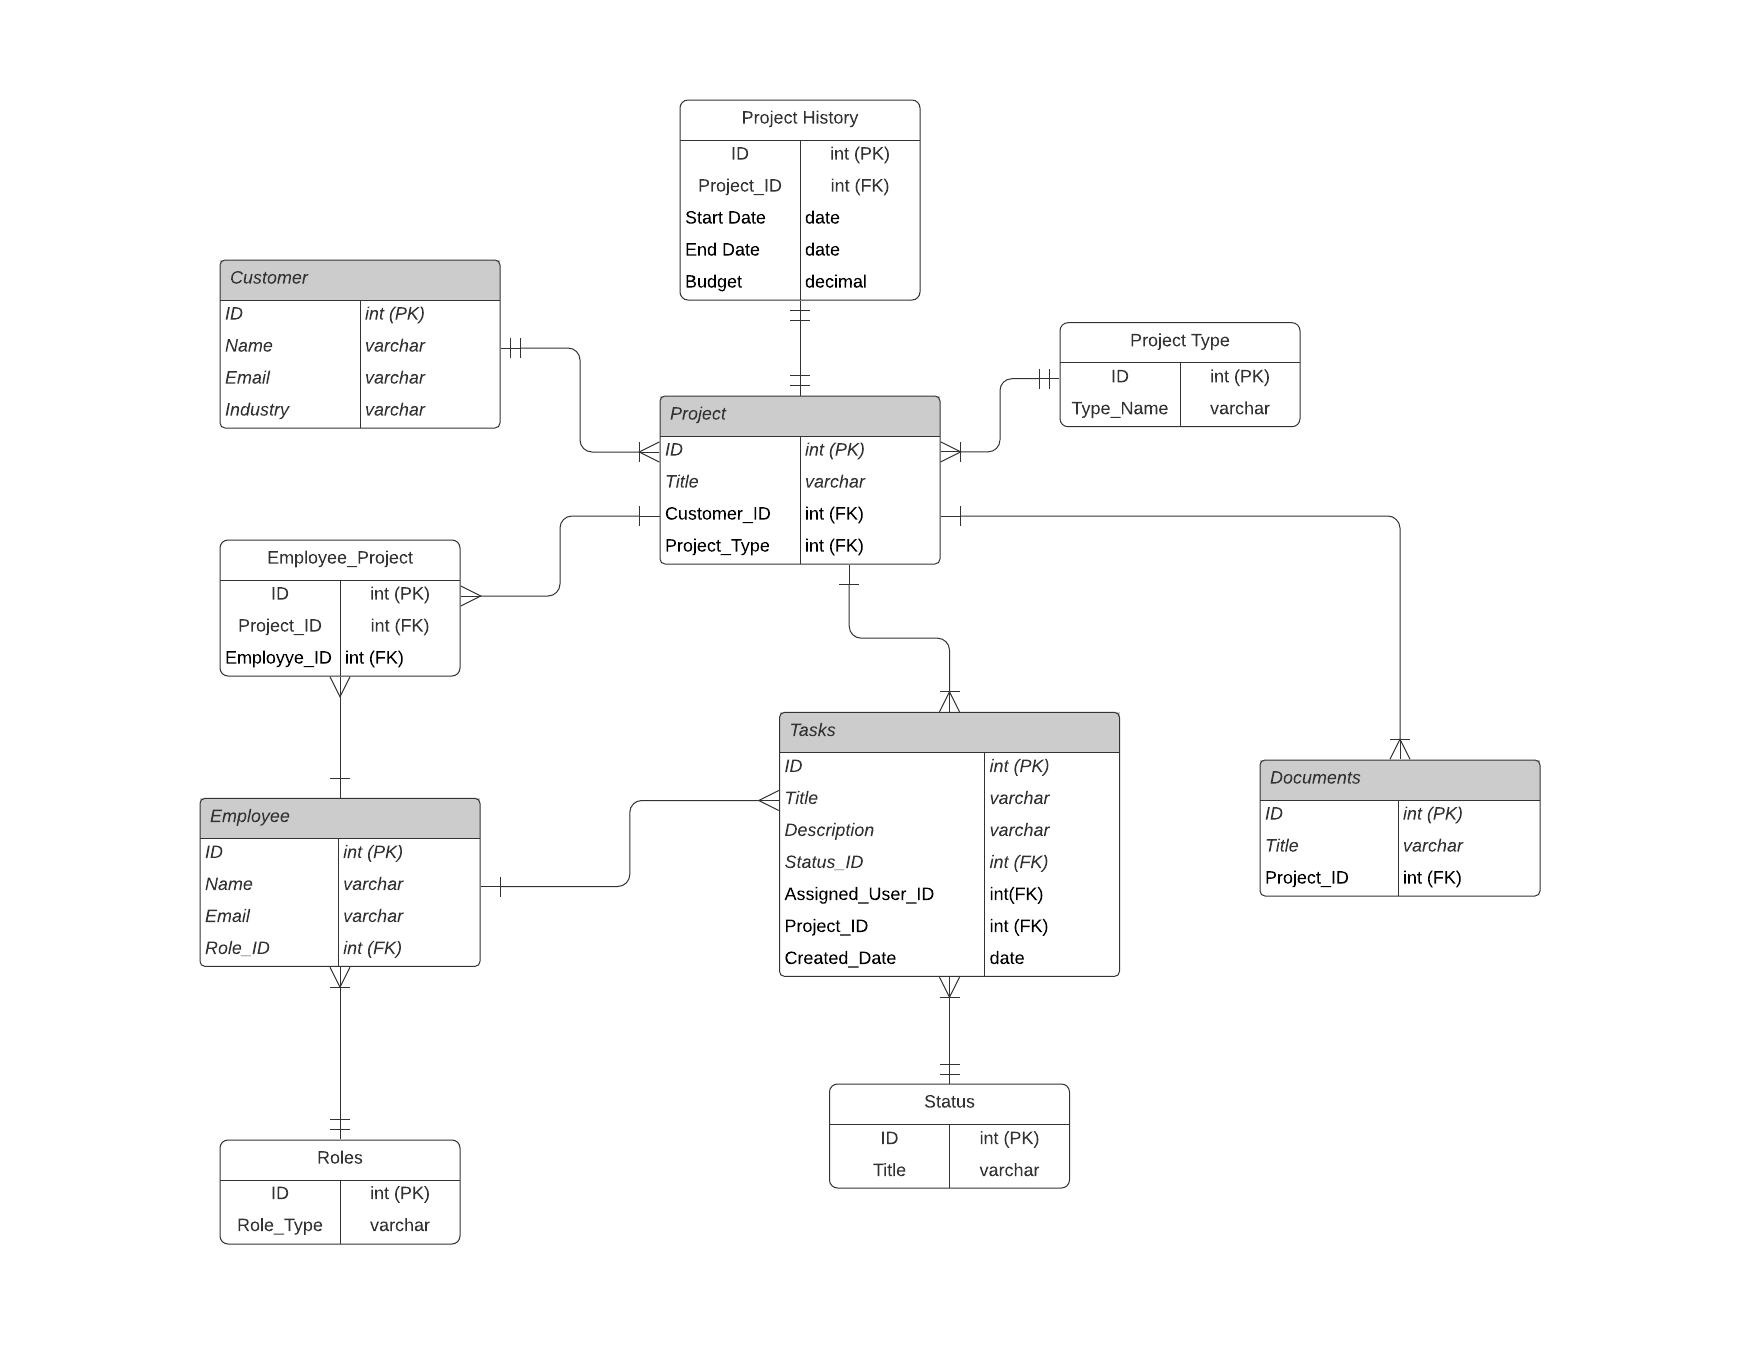 Project History
ID int (PK)
Project_ID int (FK)
Start Date date
End Date date
Budget decimal
Customer
ID int (PK)
Name varchar
Email varchar
Industry varchar
Project Type
ID int (PK)
Type_Name varchar
Project
ID int (PK)
Title varchar
Customer_ID int (FK)
Project_Type int (FK)
Employee_Project
ID int (PK)
Project_ID int (FK)
Employye_ID int (FK)
Tasks
ID int (PK)
Title varchar
Description varchar
Status_ID int (FK)
Assigned_User_ID int(FK)
Project_ID int (FK)
Created_Date date
Documents
ID int (PK)
Title varchar
Project_ID int (FK)
Employee
ID int (PK)
Name varchar
Email varchar
Role_ID int (FK)
Status
ID int (PK)
Title varchar
Roles
ID int (PK)
Role_Type varchar